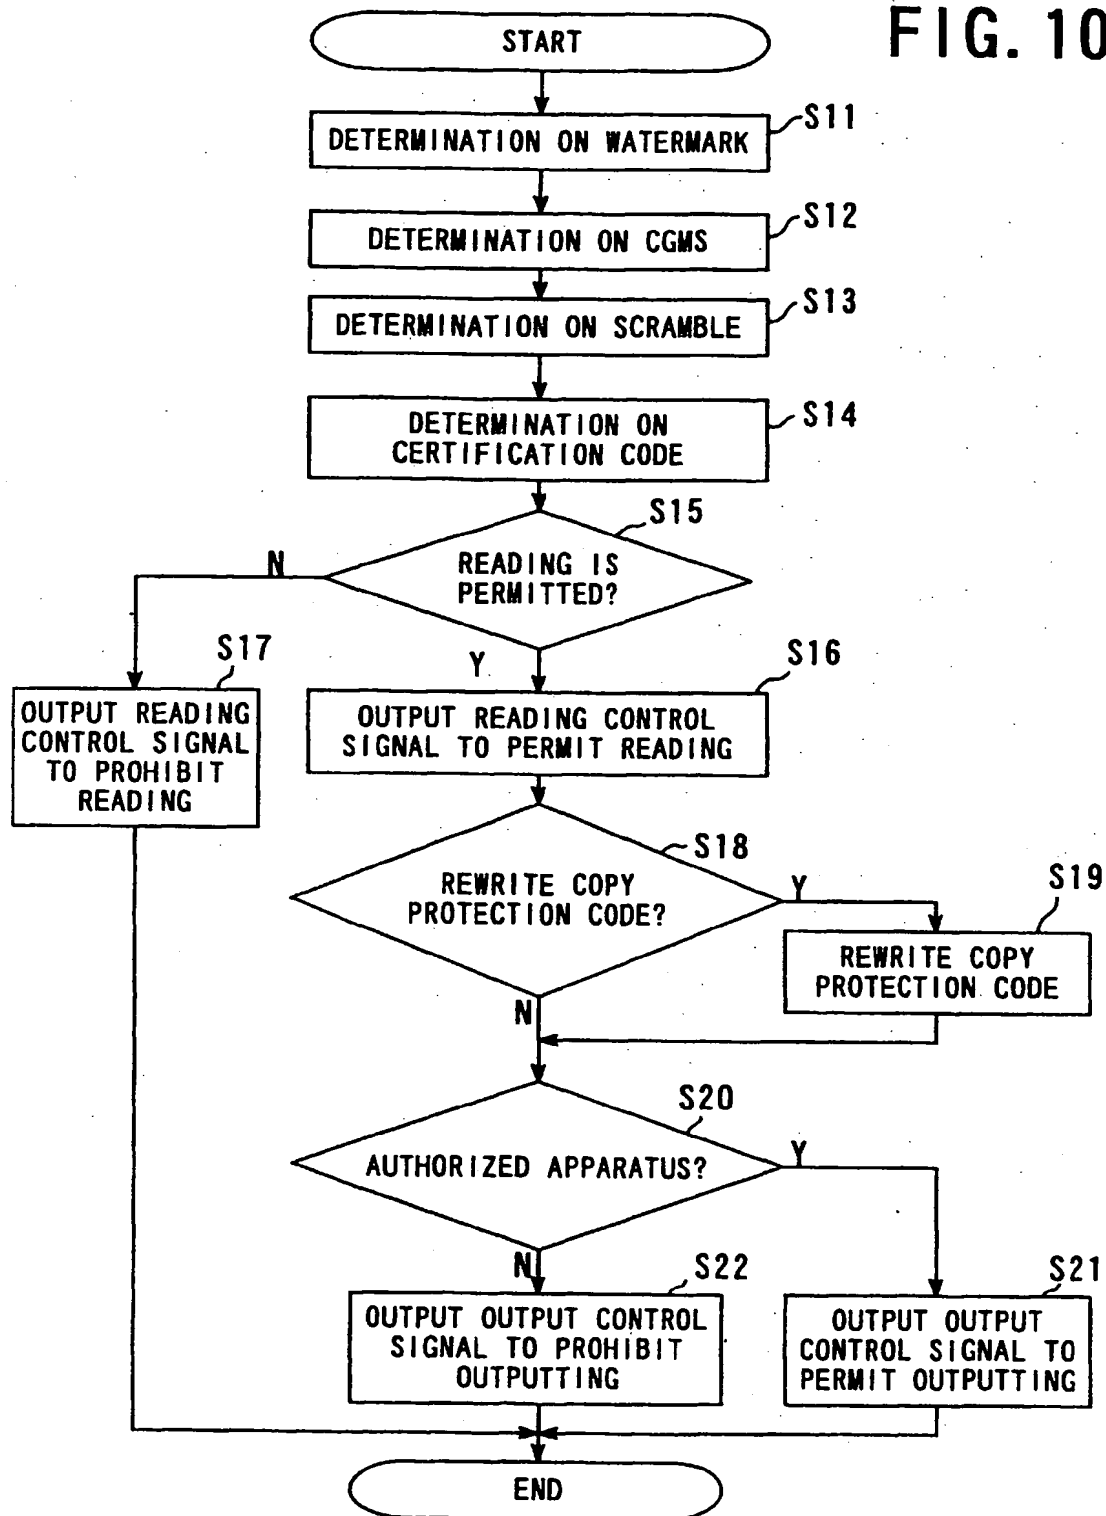 FIG. 10
START
S11
DETERMINATION ON WATERMARK
S12
DETERMINATION ON CGMS
S13
DETERMINATION ON SCRAMBLE
S14
DETERMINATION ON
CERTIFICATION CODE
S15
READING IS
PERMITTED?
N
Y
S17
OUTPUT READING
CONTROL SIGNAL
TO PROHIBIT
READING
S16
OUTPUT READING CONTROL
SIGNAL TO PERMIT READING
S18
REWRITE COPY
PROTECTION CODE?
Y
N
S19
REWRITE COPY
PROTECTION CODE
S20
AUTHORIZED APPARATUS?
Y
N
S22
OUTPUT OUTPUT CONTROL
SIGNAL TO PROHIBIT
OUTPUTTING
S21
OUTPUT OUTPUT
CONTROL SIGNAL TO
PERMIT OUTPUTTING
END